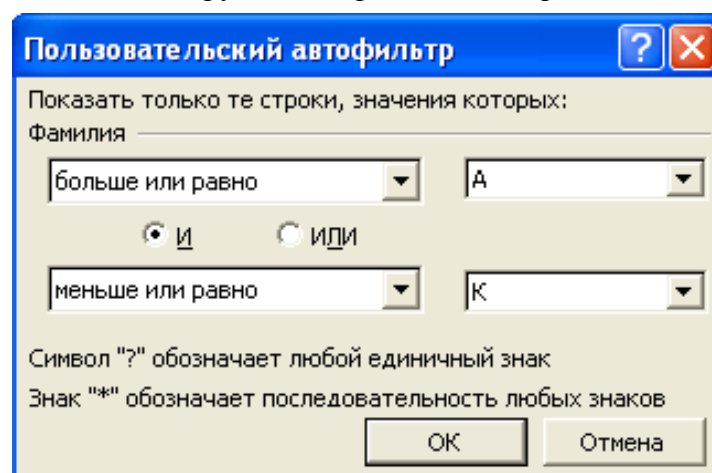 Пользовательский автофильтр
Показать только те строки, значения которых:
Фамилия
больше или равно А
И ИЛИ
меньше или равно К
Символ "?" обозначает любой единичный знак
Знак "*" обозначает последовательность любых знаков
ОК Отмена